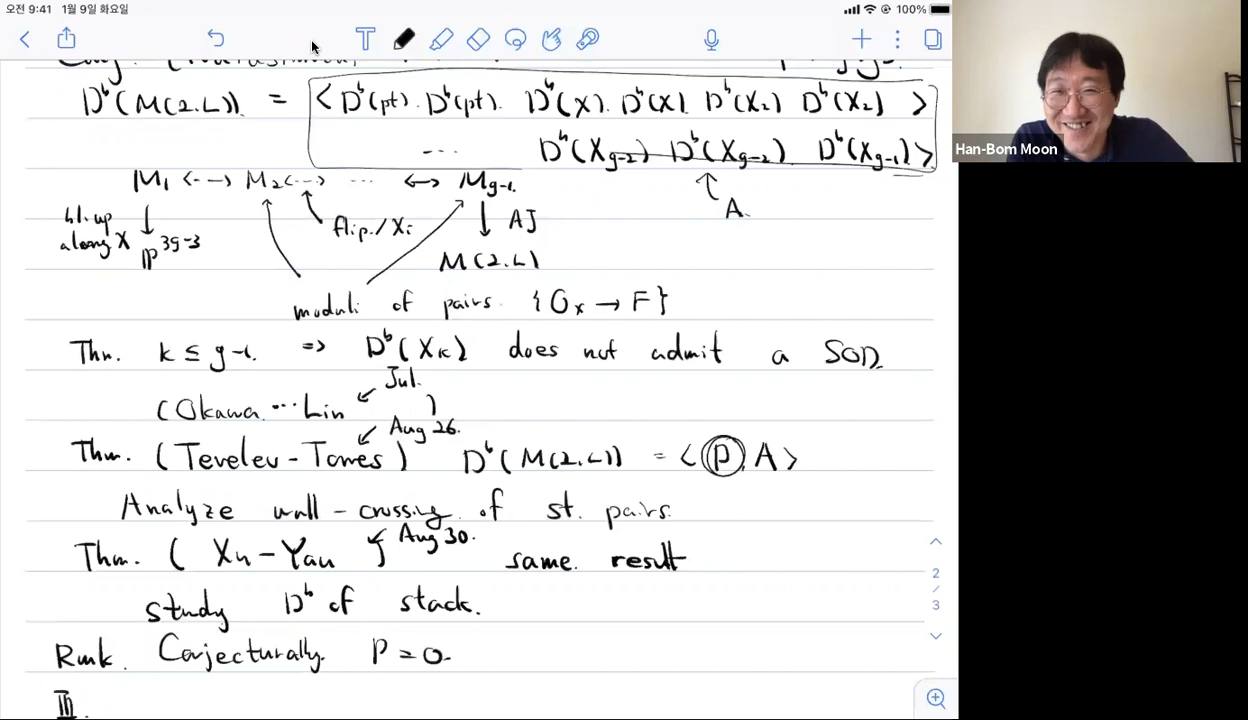 오전 9:41 1월 9일 화요일
100%
D^b(M(2.L)) = < D^b(pt). D^b(pt). D^b(X). D^b(X). D^b(X_2) D^b(X_2) >
... D^b(X_{g-2}) D^b(X_{g-2}) D^b(X_{g-1}) >
M_1 <--> M_2 <...> ... <--> M_{g-1}.
A.
bl. up along X ↓ P^{3g-3}
flip / X_i
↓ AJ
M(2.L)
moduli of pairs. {O_X → F}
Thm. k ≤ g-1. => D^b(X_k) does not admit a SOD.
(Okawa ... Lin ↙ Jul. )
Thm. (Tevelev - Torres) ↙ Aug 26. D^b(M(2.L)) = < P, A >
Analyze wall-crossing of st. pairs.
Thm. ( Xu - Yau ) ↙ Aug 30. same result
study D^b of stack.
Rmk. Conjecturally. P = 0.
III.
2
/
3
Han-Bom Moon